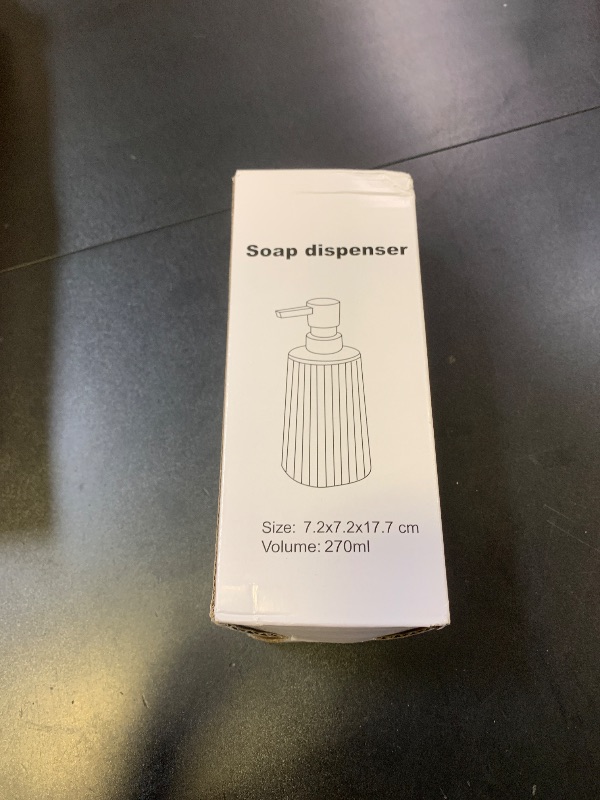 Soap dispenser
Size: 7.2x7.2x17.7 cm
Volume: 270ml